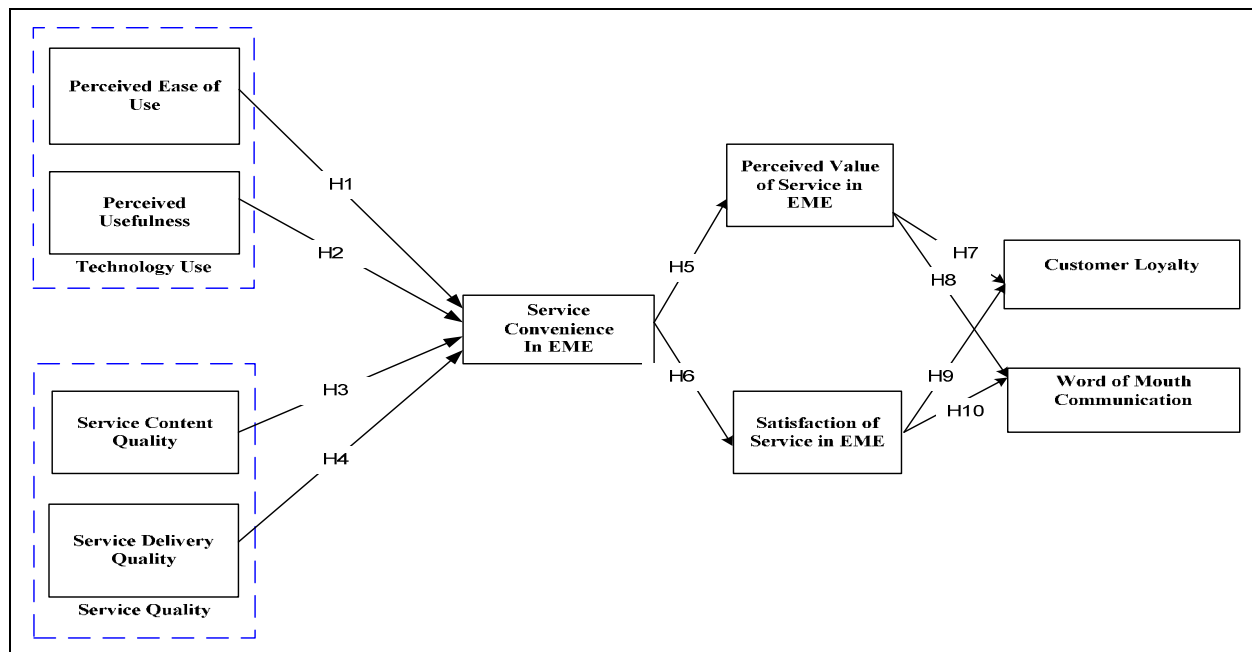 Perceived Ease of
Use
H1
Perceived
Usefulness
H2
Technology Use
Service Content
Quality
H3
Service Delivery
Quality
H4
Service Quality
Service
Convenience
In EME
H5
H6
Perceived Value
of Service in
EME
H7
H8
Satisfaction of
Service in EME
H9
H10
Customer Loyalty
Word of Mouth
Communication